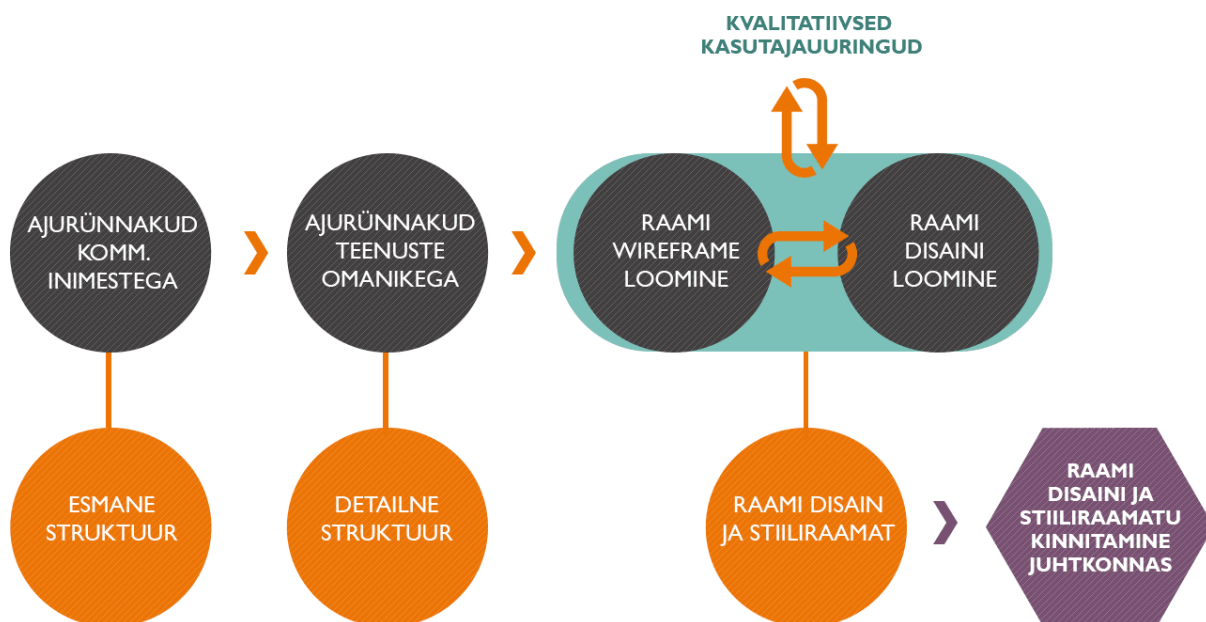 KVALITATIIVSED
KASUTAJAUURINGUD
AJURÜNNAKUD
KOMM.
INIMESTEGA
AJURÜNNAKUD
TEENUSTE
OMANIKEGA
RAAMI
WIREFRAME
LOOMINE
RAAMI
DISAINI
LOOMINE
ESMANE
STRUKTUUR
DETAILNE
STRUKTUUR
RAAMI DISAIN
JA STIILIRAAMAT
RAAMI
DISAINI JA
STIILIRAAMATU
KINNITAMINE
JUHTKONNAS